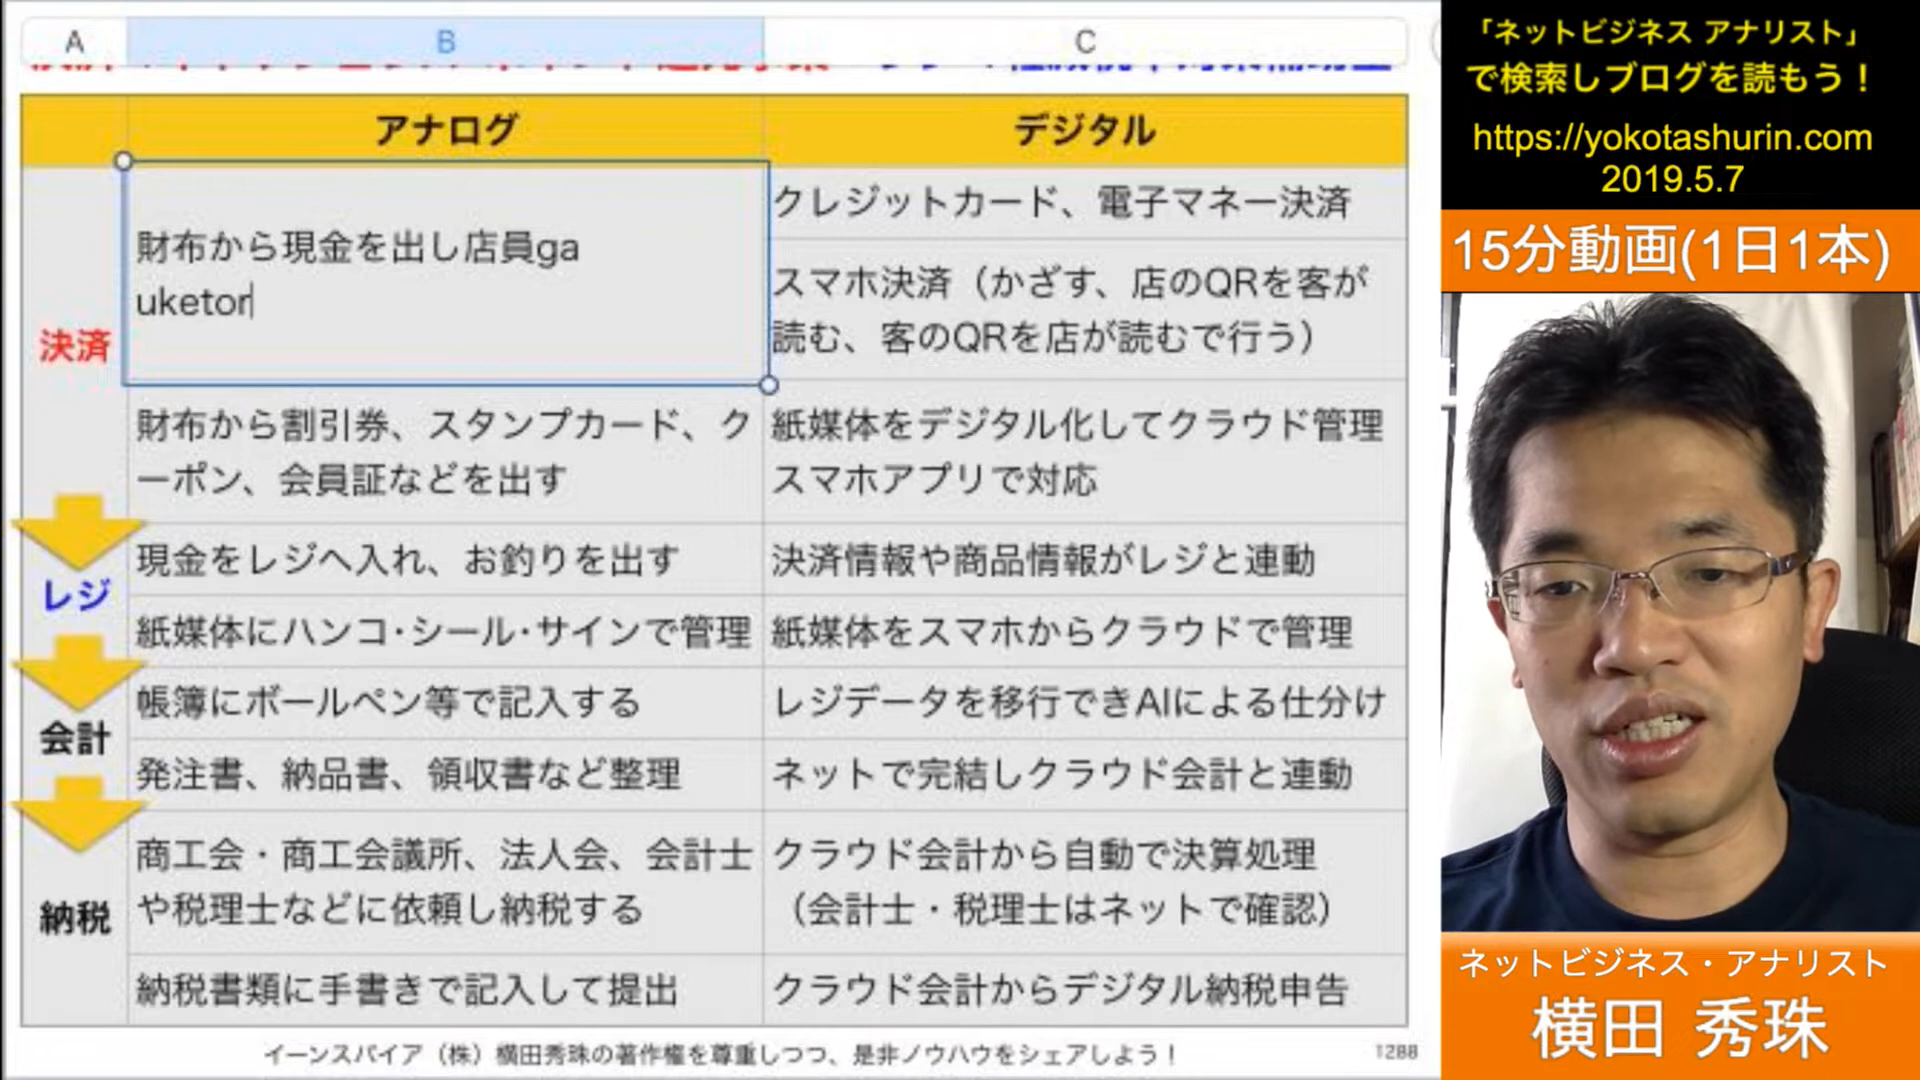 A
B
C
アナログ
デジタル
決済
財布から現金を出し店員ga
uketor
クレジットカード、電子マネー決済
スマホ決済（かざす、店のQRを客が
読む、客のQRを店が読むで行う）
財布から割引券、スタンプカード、ク
ーポン、会員証などを出す
紙媒体をデジタル化してクラウド管理
スマホアプリで対応
レジ
現金をレジへ入れ、お釣りを出す
決済情報や商品情報がレジと連動
紙媒体にハンコ・シール・サインで管理
紙媒体をスマホからクラウドで管理
会計
帳簿にボールペン等で記入する
レジデータを移行できAIによる仕分け
発注書、納品書、領収書など整理
ネットで完結しクラウド会計と連動
納税
商工会・商工会議所、法人会、会計士
や税理士などに依頼し納税する
クラウド会計から自動で決算処理
（会計士・税理士はネットで確認）
納税書類に手書きで記入して提出
クラウド会計からデジタル納税申告
イーンスパイア（株）横田秀珠の著作権を尊重しつつ、是非ノウハウをシェアしよう！
1288
「ネットビジネス アナリスト」
で検索しブログを読もう！
https://yokotashurin.com
2019.5.7
15分動画(1日1本)
ネットビジネス・アナリスト
横田 秀珠